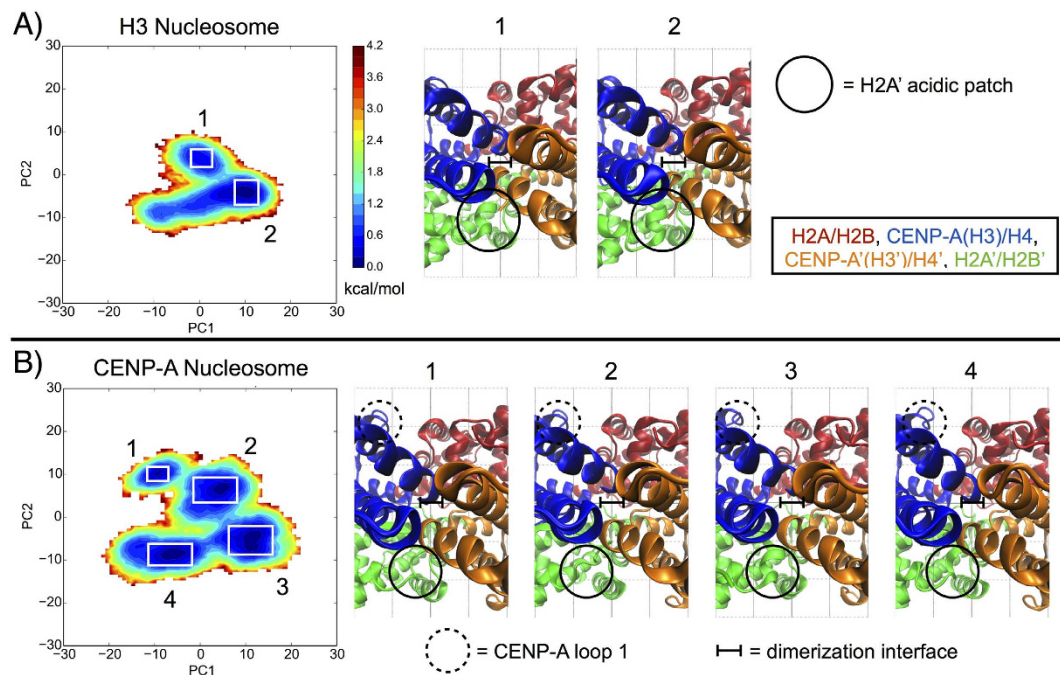 A)
H3 Nucleosome
30
20
10
0
−10
−20
−30
PC2
−30 −20 −10 0 10 20 30
PC1
1
2
4.2
3.6
3.0
2.4
1.8
1.2
0.6
0.0
kcal/mol
1 2
= H2A' acidic patch
H2A/H2B, CENP-A(H3)/H4,
CENP-A'(H3')/H4', H2A'/H2B'
B)
CENP-A Nucleosome
30
20
10
0
−10
−20
−30
PC2
−30 −20 −10 0 10 20 30
PC1
1
2
3
4
1 2 3 4
= CENP-A loop 1 = dimerization interface